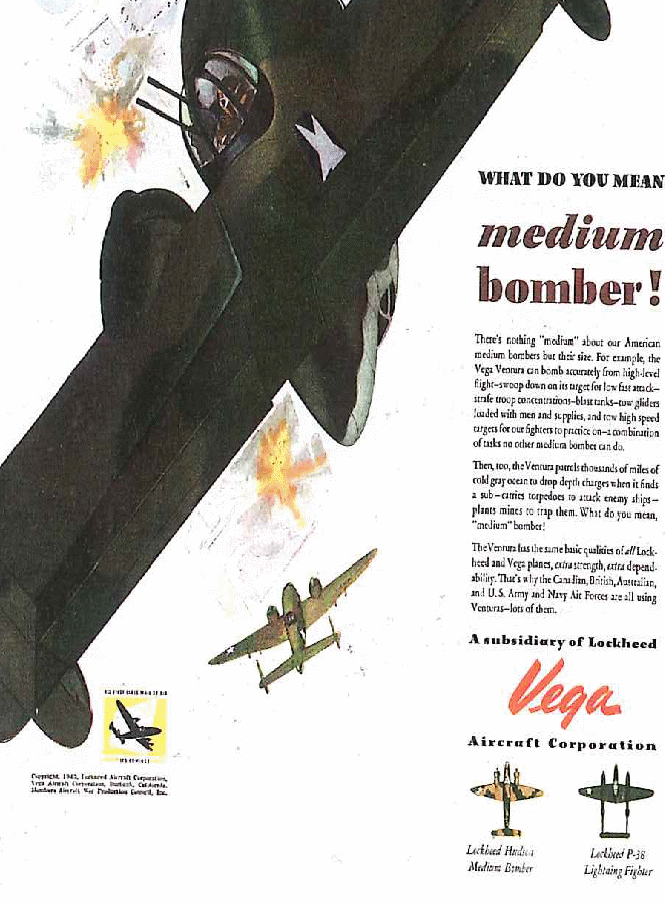 WHAT DO YOU MEAN
medium
bomber!
There's nothing "medium" about our American
medium bombers but their size. For example, the
Vega Ventura can bomb accurately from high-level
flight—swoop down on its target for low fast attack—
strafe troop concentrations—blast tanks—tow gliders
loaded with men and supplies, and tow high speed
targets for our fighters to practice on—a combination
of tasks no other medium bomber can do.
Then, too, the Ventura patrols thousands of miles of
cold gray ocean to drop depth charges when it finds
a sub—carries torpedoes to attack enemy ships—
plants mines to trap them. What do you mean,
"medium" bomber!
The Ventura has the same basic qualities of all Lock-
heed and Vega planes, extra strength, extra depend-
ability. That's why the Canadian, British, Australian,
and U.S. Army and Navy Air Forces are all using
Venturas—lots of them.
A subsidiary of Lockheed
Vega
Aircraft Corporation
Lockheed Hudson
Medium Bomber
Lockheed P-38
Lightning Fighter
Lockheed Aircraft Corporation,
Vega Aircraft Corporation, Burbank, California.
Members Aircraft War Production Council, Inc.